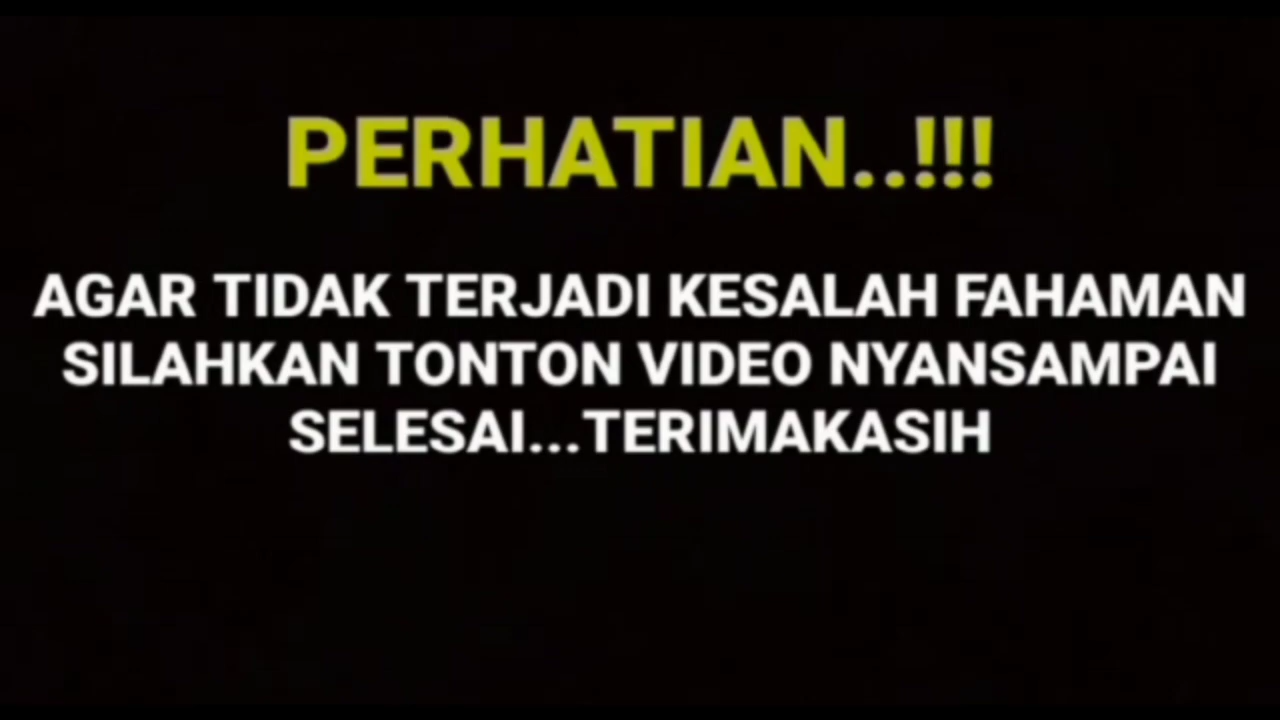 PERHATIAN..!!!
AGAR TIDAK TERJADI KESALAH FAHAMAN
SILAHKAN TONTON VIDEO NYANSAMPAI
SELESAI...TERIMAKASIH